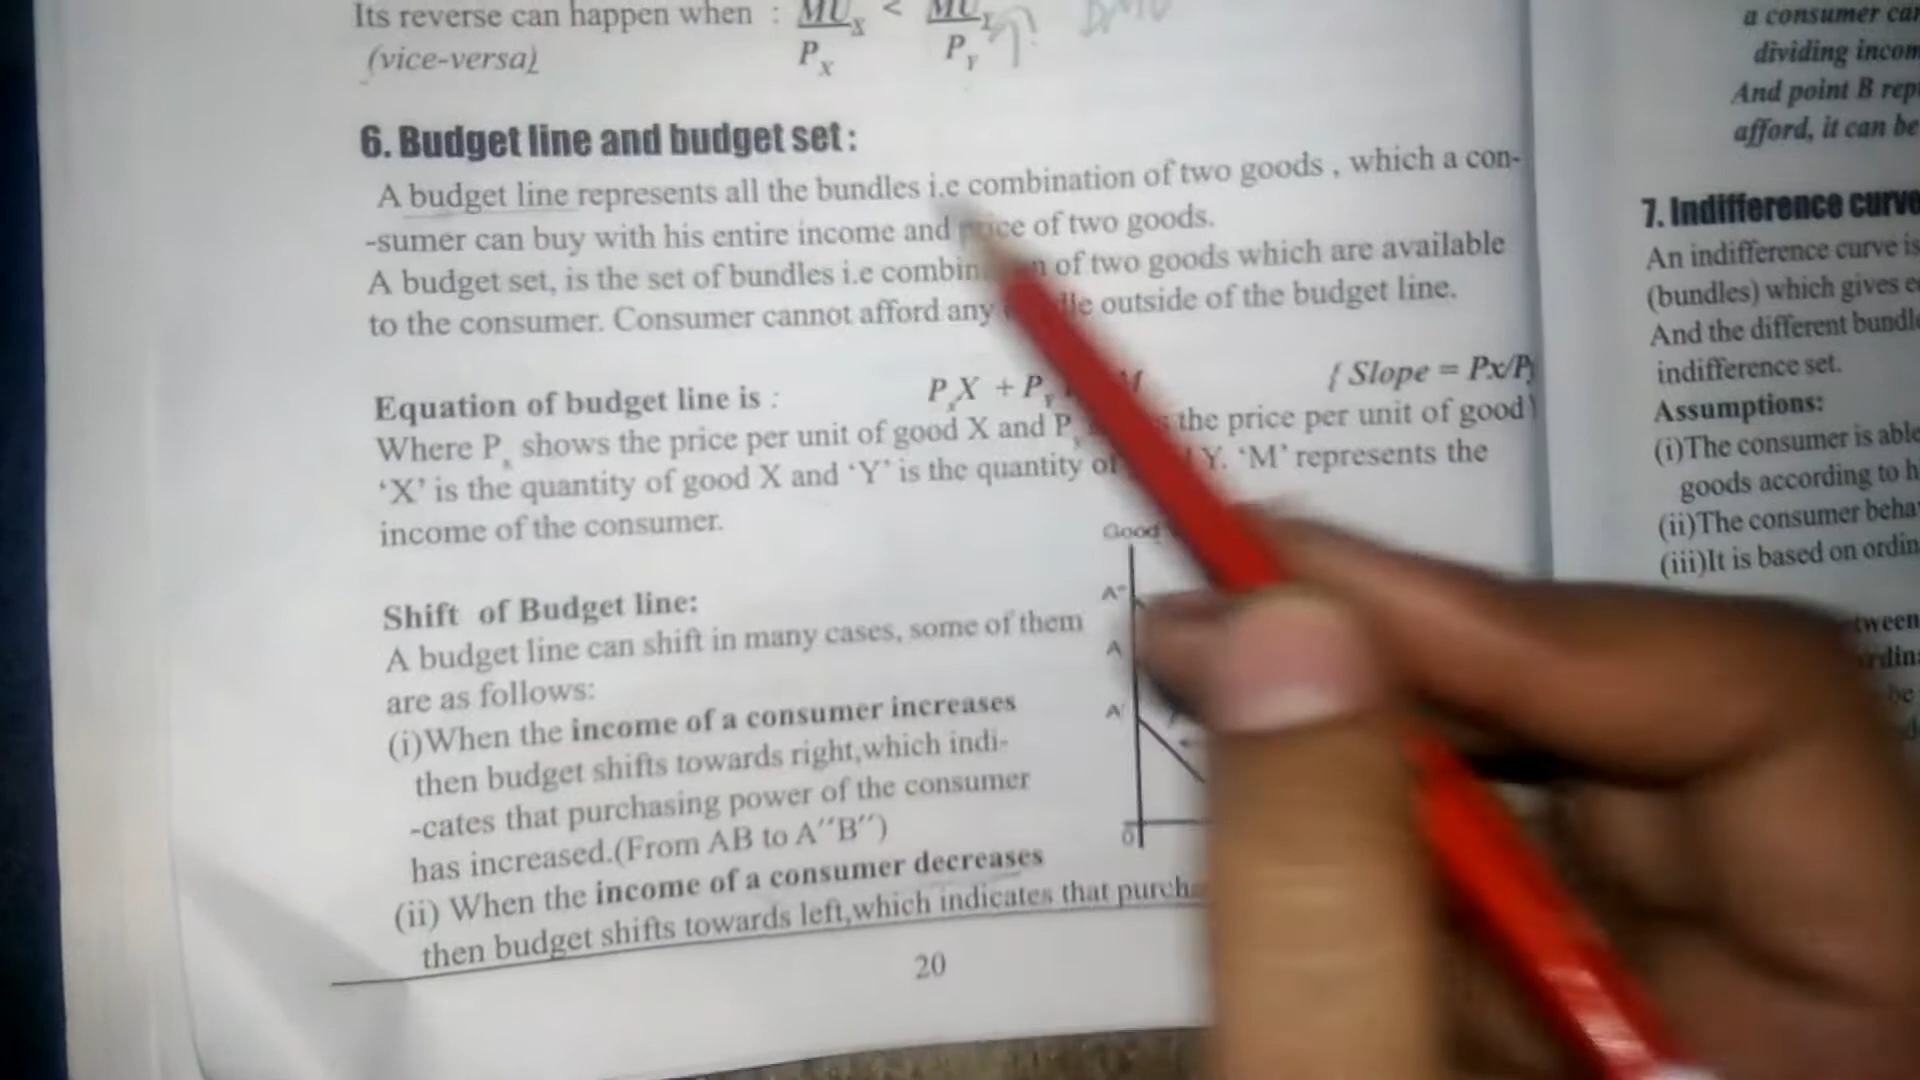 Its reverse can happen when : MUX < MUY
(vice-versa) PX PY
6. Budget line and budget set :
A budget line represents all the bundles i.e combination of two goods , which a con-
-sumer can buy with his entire income and of two goods.
A budget set, is the set of bundles i.e of two goods which are available
to the consumer. Consumer cannot afford any outside of the budget line.
Equation of budget line is : PxX + Py M { Slope = Px/P
Where Px shows the price per unit of good X and P the price per unit of good
‘X’ is the quantity of good X and ‘Y’ is the quantity of Y. ‘M’ represents the
income of the consumer.
Shift of Budget line:
A budget line can shift in many cases, some of them
are as follows:
(i)When the income of a consumer increases
then budget shifts towards right,which indi-
-cates that purchasing power of the consumer
has increased.(From AB to A′′B′′)
(ii) When the income of a consumer decreases
then budget shifts towards left,which indicates that
20
Good
A"
A
A'
0
a consumer
dividing
And point B
afford, it can be
7. Indifference
An indifference curve is
(bundles) which gives
And the different
indifference set.
Assumptions:
(i)The consumer is
goods according to
(ii)The consumer
(iii)It is based on
be